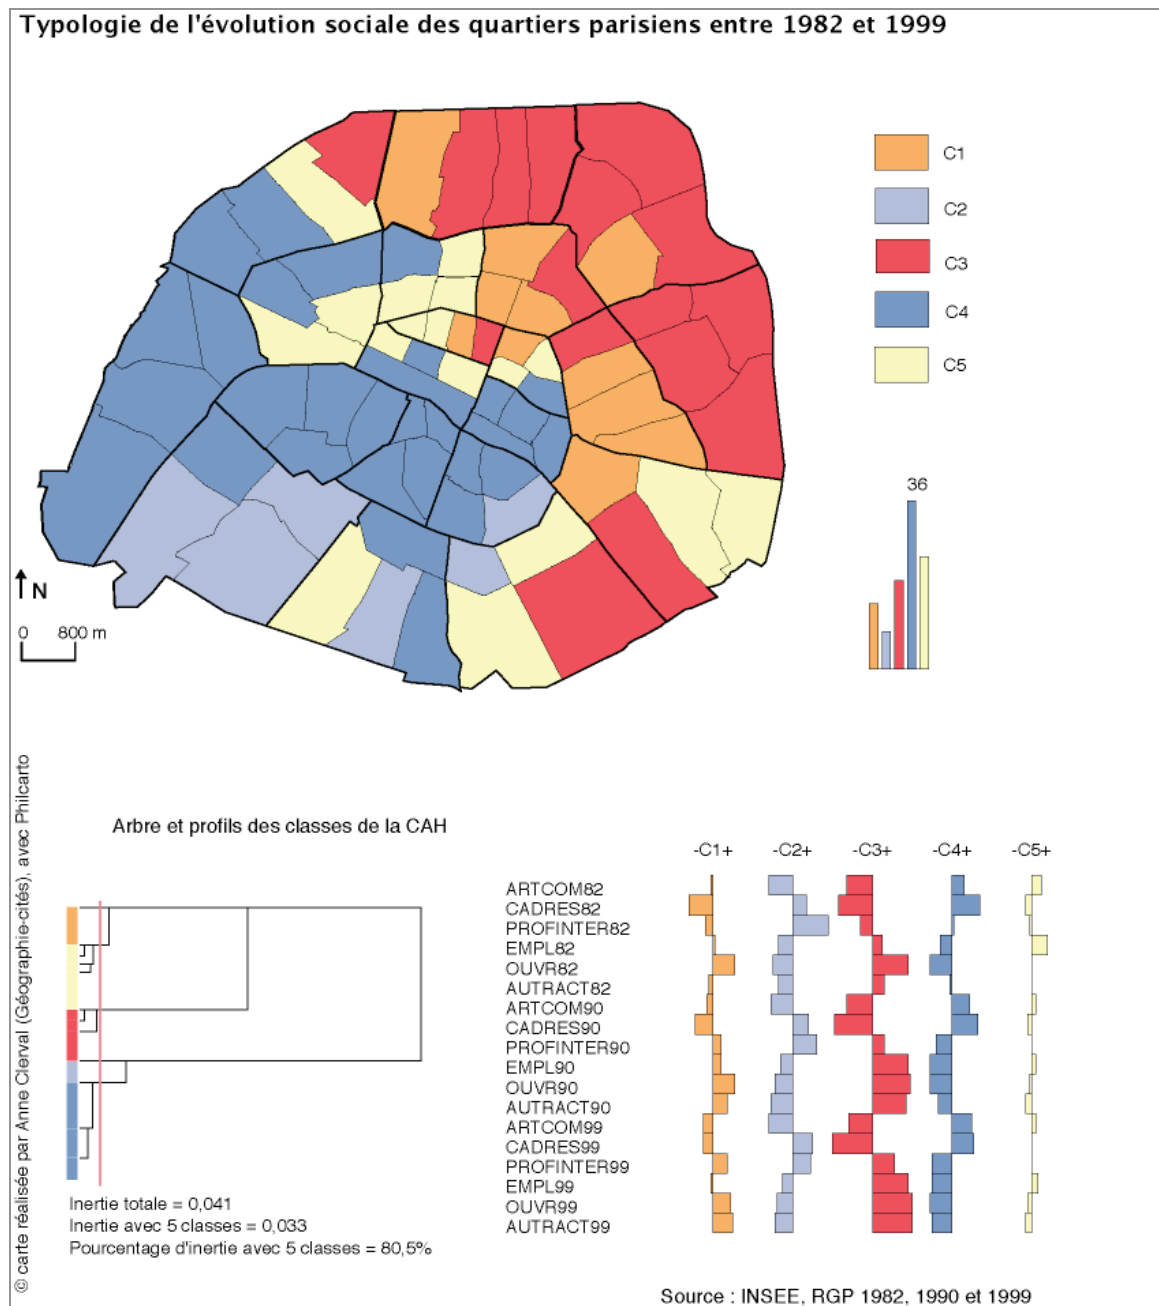 Typologie de l'évolution sociale des quartiers parisiens entre 1982 et 1999
C1
C2
C3
C4
C5
36
N
0 800 m
© carte réalisée par Anne Clerval (Géographie-cités), avec Philcarto
Arbre et profils des classes de la CAH
-C1+ -C2+ -C3+ -C4+ -C5+
ARTCOM82
CADRES82
PROFINTER82
EMPL82
OUVR82
AUTRACT82
ARTCOM90
CADRES90
PROFINTER90
EMPL90
OUVR90
AUTRACT90
ARTCOM99
CADRES99
PROFINTER99
EMPL99
OUVR99
AUTRACT99
Inertie totale = 0,041
Inertie avec 5 classes = 0,033
Pourcentage d'inertie avec 5 classes = 80,5%
Source : INSEE, RGP 1982, 1990 et 1999